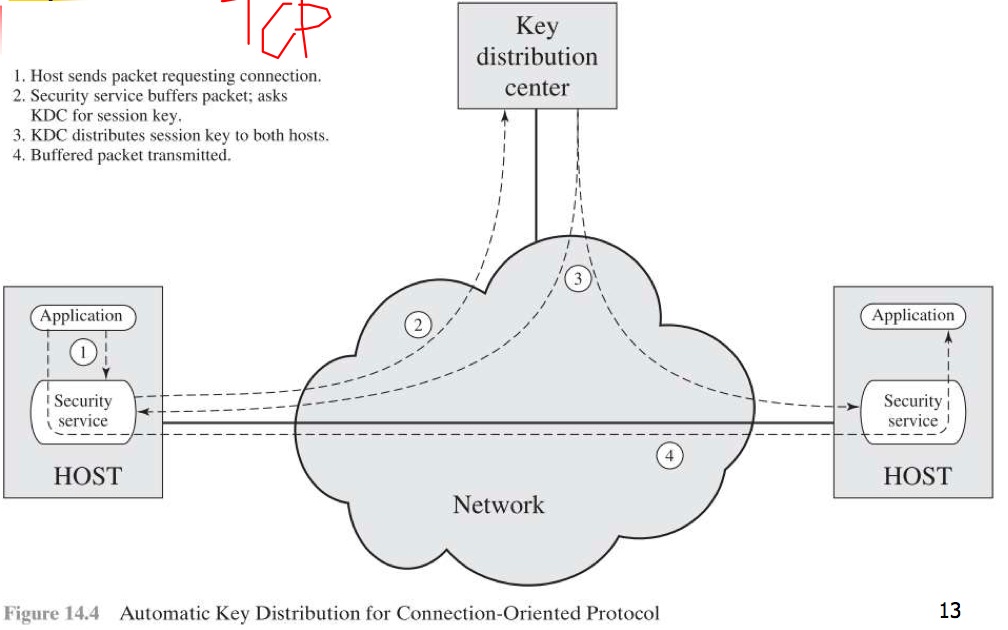 TCP
1. Host sends packet requesting connection.
2. Security service buffers packet; asks
KDC for session key.
3. KDC distributes session key to both hosts.
4. Buffered packet transmitted.
Key
distribution
center
3
2
Application
1
Security
service
HOST
Application
Security
service
HOST
4
Network
Figure 14.4 Automatic Key Distribution for Connection-Oriented Protocol
13